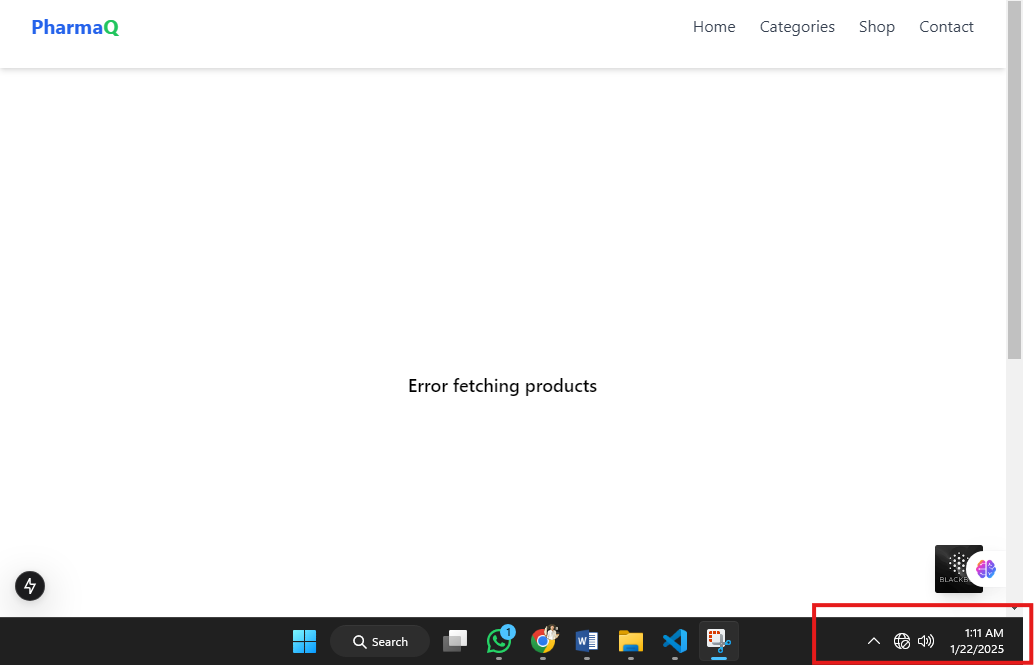 PharmaQ
Home Categories Shop Contact
Error fetching products
Search
1
1:11 AM
1/22/2025